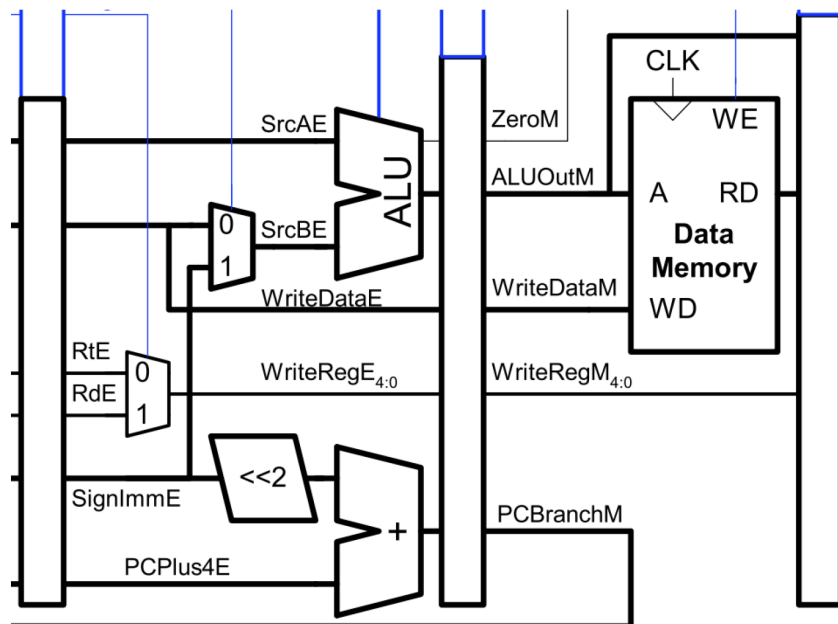 CLK
SrcAE
ZeroM
WE
ALU
ALUOutM
A
RD
0
SrcBE
Data
Memory
1
WriteDataE
WriteDataM
WD
RtE
0
WriteRegE4:0
WriteRegM4:0
RdE
1
<<2
SignImmE
PCBranchM
+
PCPlus4E